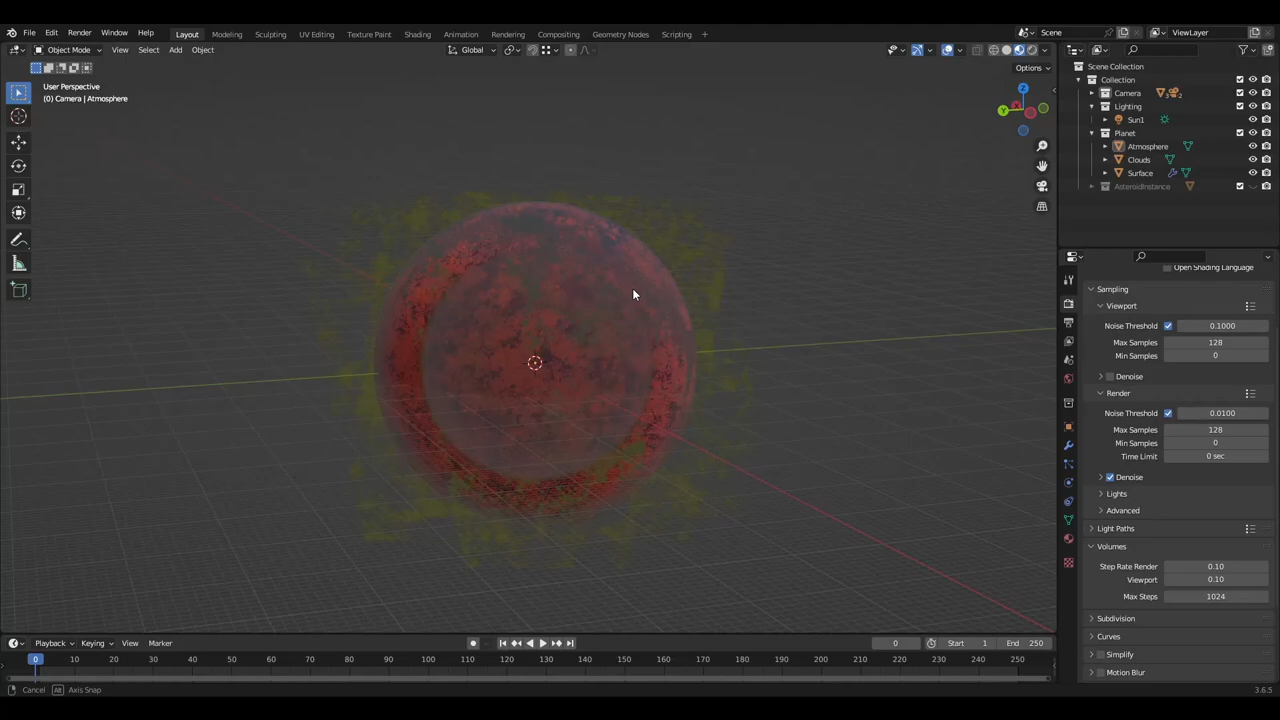 File Edit Render Window Help Layout Modeling Sculpting UV Editing Texture Paint Shading Animation Rendering Compositing Geometry Nodes Scripting + Scene ViewLayer
Object Mode View Select Add Object Global
Options
User Perspective
(0) Camera | Atmosphere
Z
Y
X
Scene Collection
Collection
Camera 3 2
Lighting
Sun1
Planet
Atmosphere
Clouds
Surface
AsteroidInstance
Open Shading Language
Sampling
Viewport
Noise Threshold 0.1000
Max Samples 128
Min Samples 0
Denoise
Render
Noise Threshold 0.0100
Max Samples 128
Min Samples 0
Time Limit 0 sec
Denoise
Lights
Advanced
Light Paths
Volumes
Step Rate Render 0.10
Viewport 0.10
Max Steps 1024
Subdivision
Curves
Simplify
Motion Blur
Playback Keying View Marker 0 Start 1 End 250
0 10 20 30 40 50 60 70 80 90 100 110 120 130 140 150 160 170 180 190 200 210 220 230 240 250
Cancel Alt Axis Snap 3.6.5